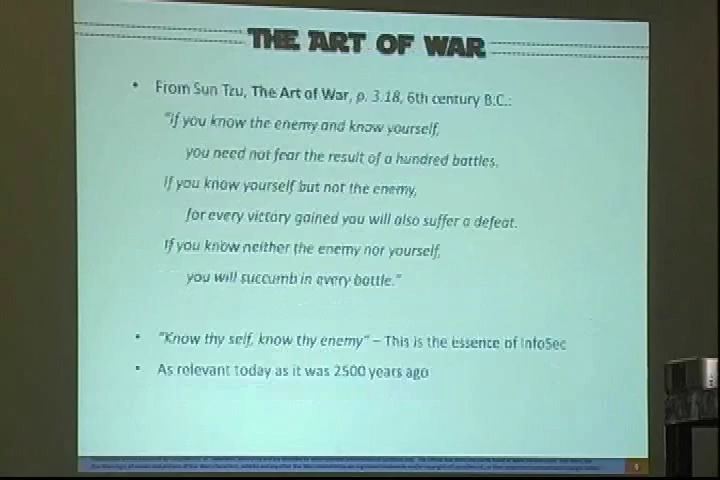 THE ART OF WAR
• From Sun Tzu, The Art of War, p. 3.18, 6th century B.C.:
"If you know the enemy and know yourself,
you need not fear the result of a hundred battles.
If you know yourself but not the enemy,
for every victory gained you will also suffer a defeat.
If you know neither the enemy nor yourself,
you will succumb in every battle."
• "Know thy self, know thy enemy" – This is the essence of InfoSec
• As relevant today as it was 2500 years ago